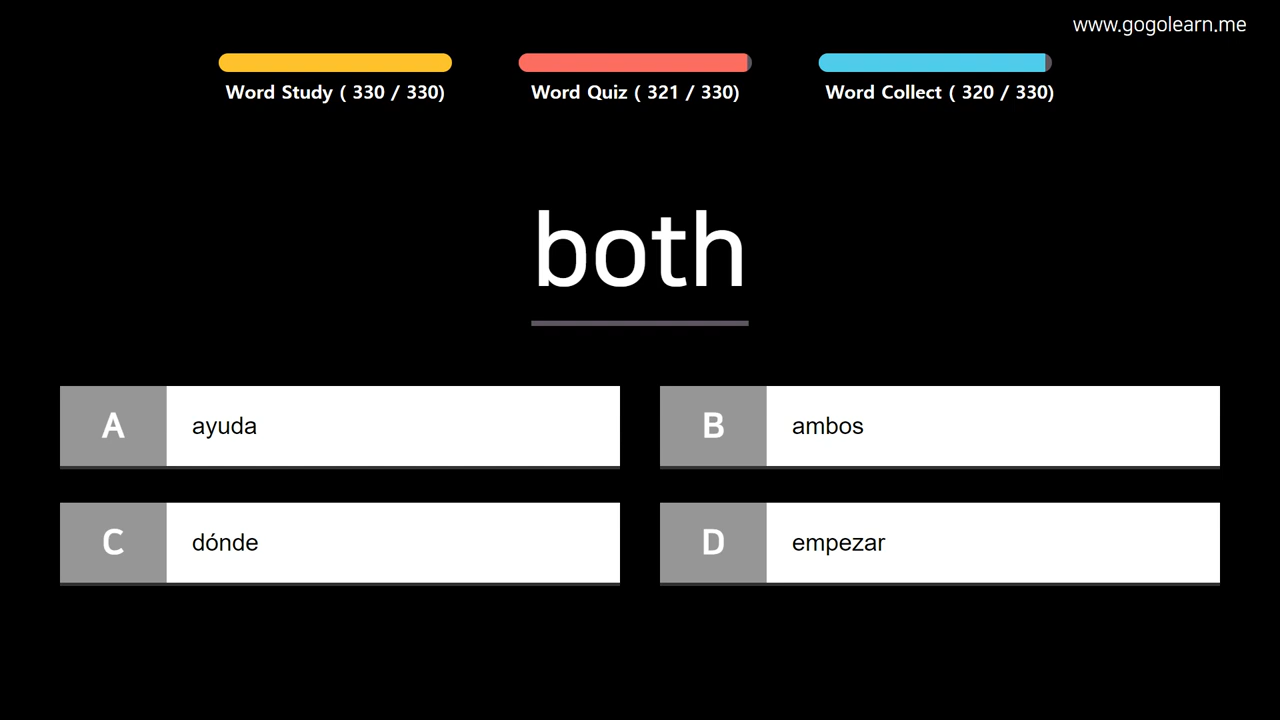 www.gogolearn.me
Word Study ( 330 / 330)
Word Quiz ( 321 / 330)
Word Collect ( 320 / 330)
both
A ayuda
B ambos
C dónde
D empezar